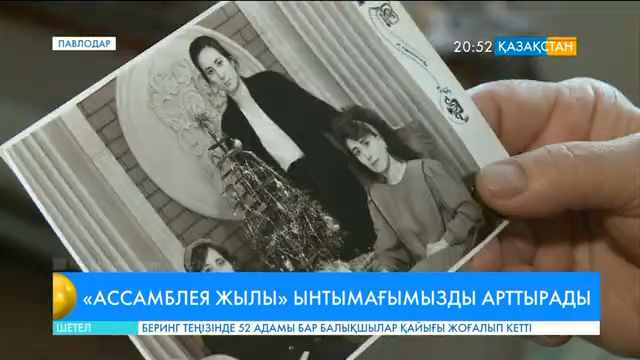 ПАВЛОДАР
20:52 ҚАЗАҚСТАН
«АССАМБЛЕЯ ЖЫЛЫ» ЫНТЫМАҒЫМЫЗДЫ АРТТЫРАДЫ
ШЕТЕЛ
БЕРИНГ ТЕҢІЗІНДЕ 52 АДАМЫ БАР БАЛЫҚШЫЛАР ҚАЙЫҒЫ ЖОҒАЛЫП КЕТТІ